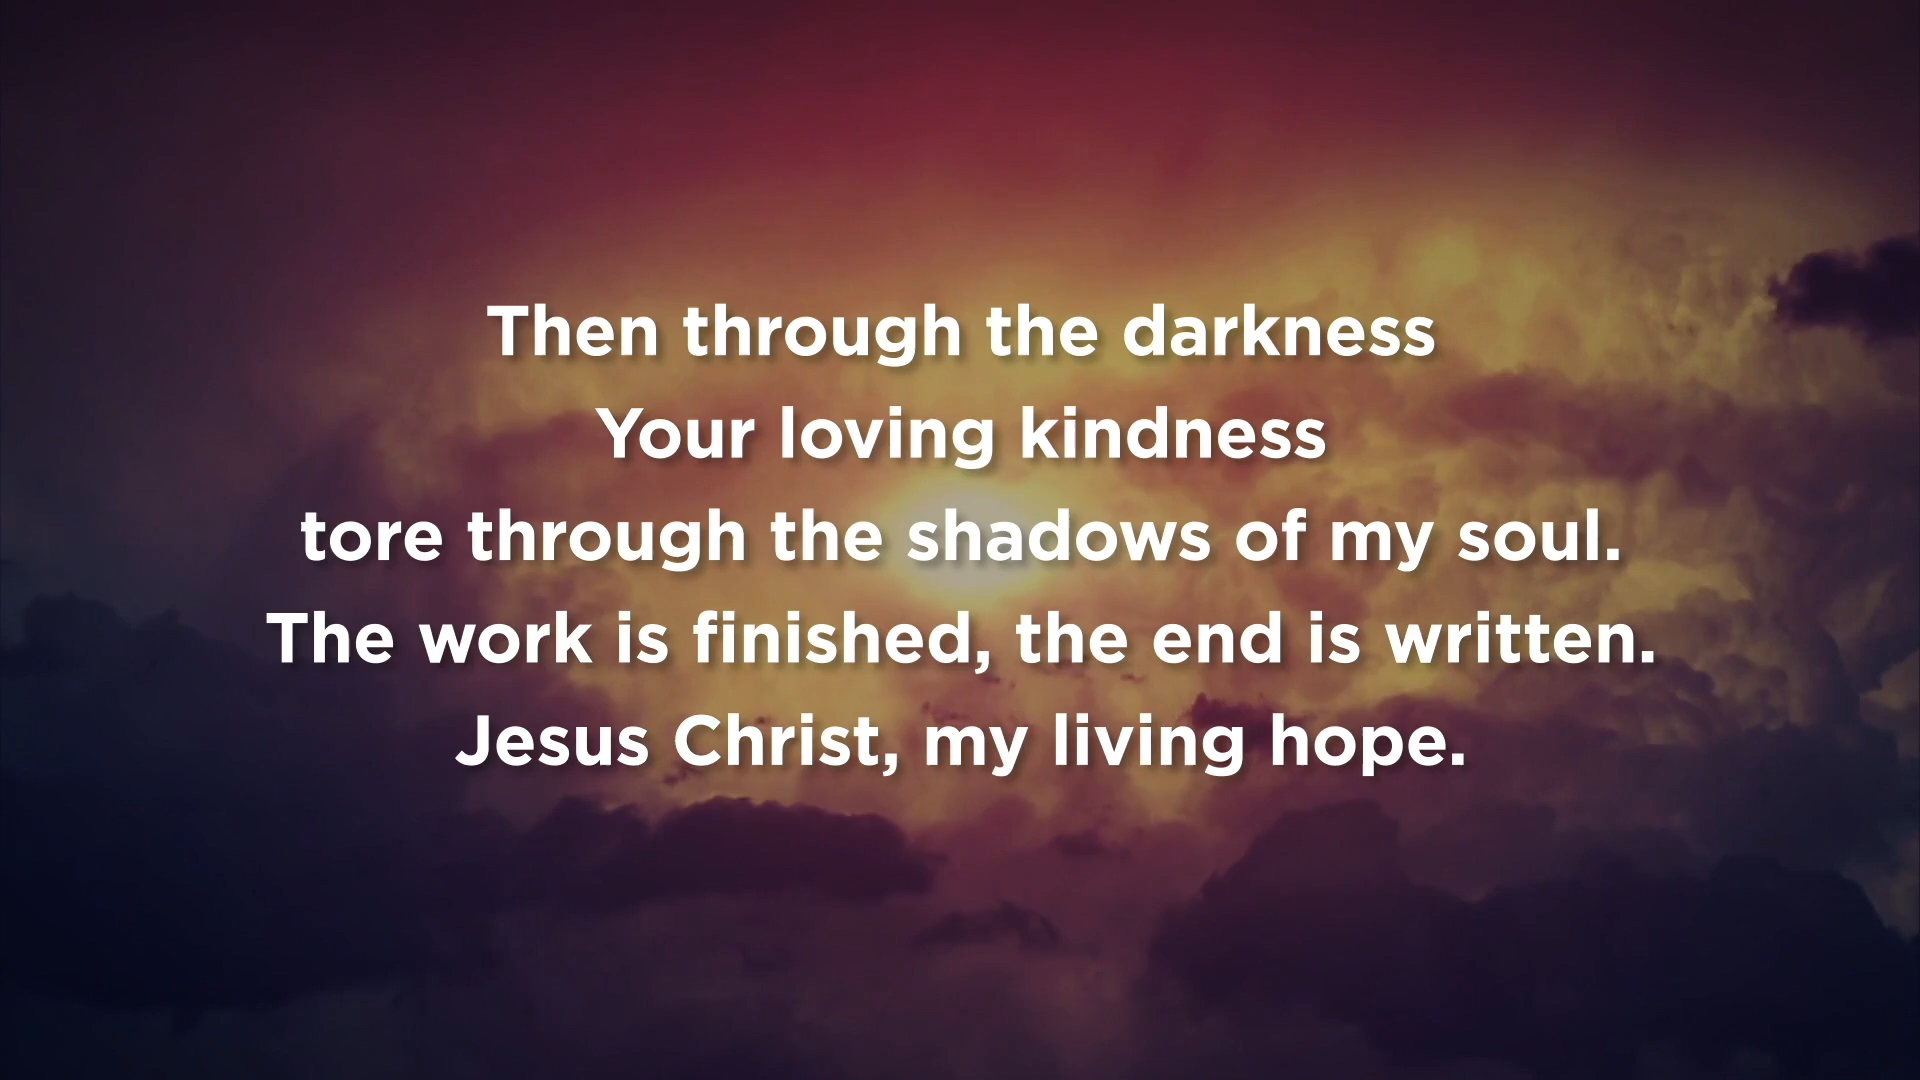 Then through the darkness
Your loving kindness
tore through the shadows of my soul.
The work is finished, the end is written.
Jesus Christ, my living hope.